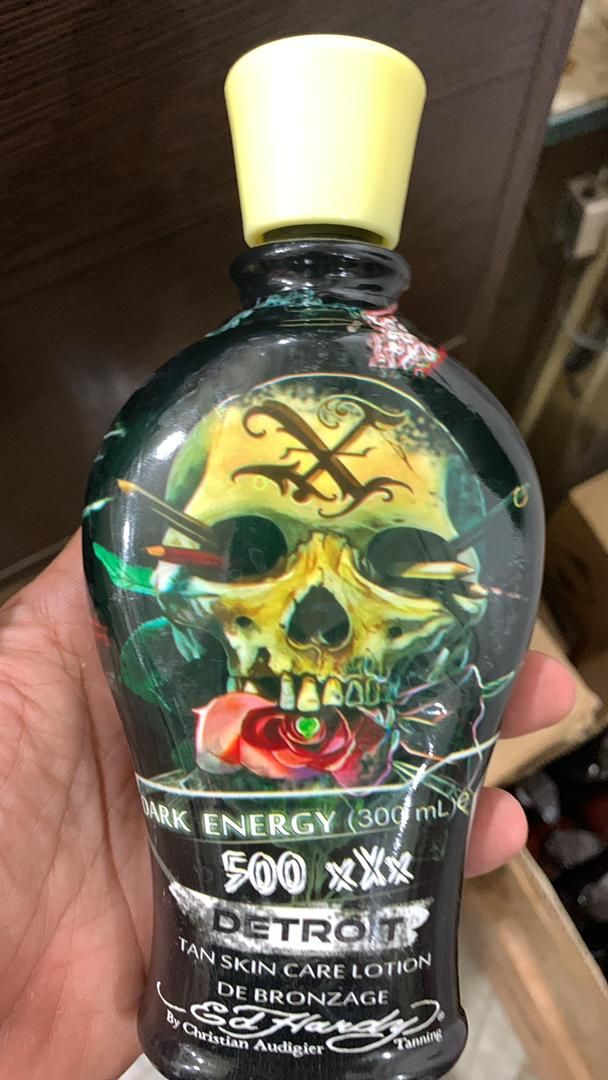 X
DARK ENERGY (300 mL) e
500 xXx
DETROIT
TAN SKIN CARE LOTION
DE BRONZAGE
Ed Hardy®
By Christian Audigier Tanning